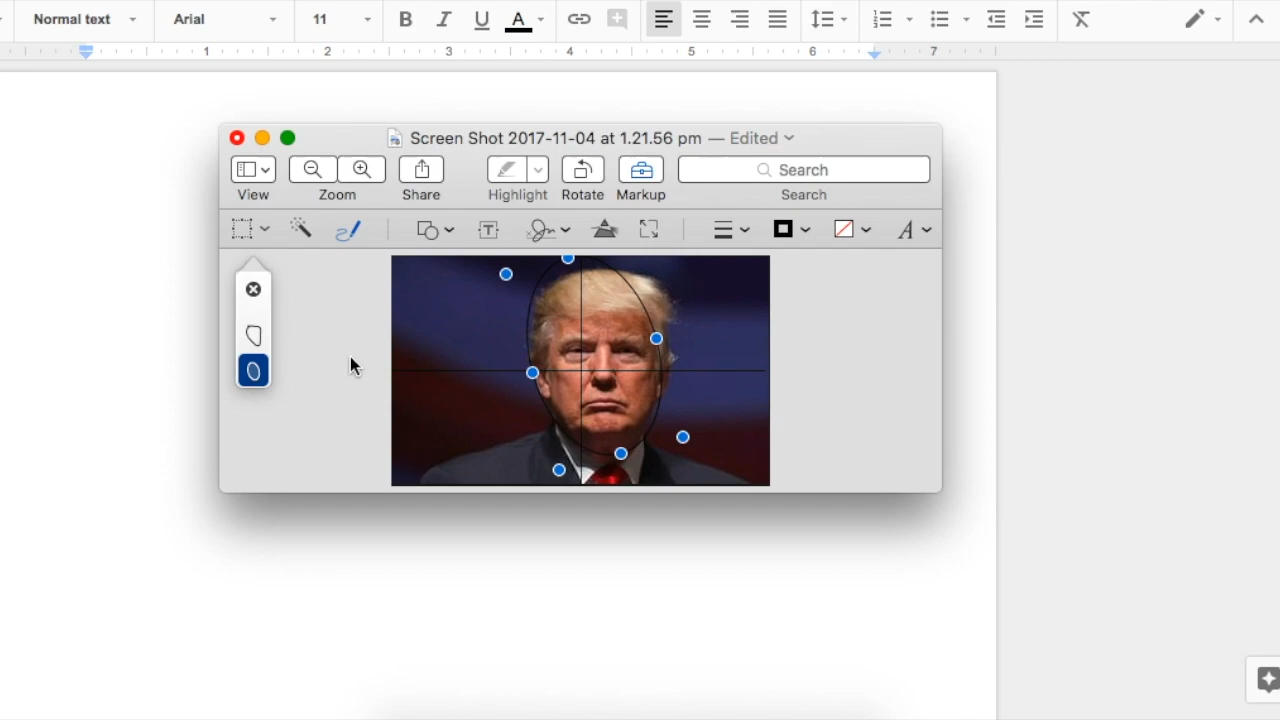 Normal text Arial 11 B I U A
1 2 3 4 5 6 7
Screen Shot 2017-11-04 at 1.21.56 pm — Edited
Search
View Zoom Share Highlight Rotate Markup Search
T A